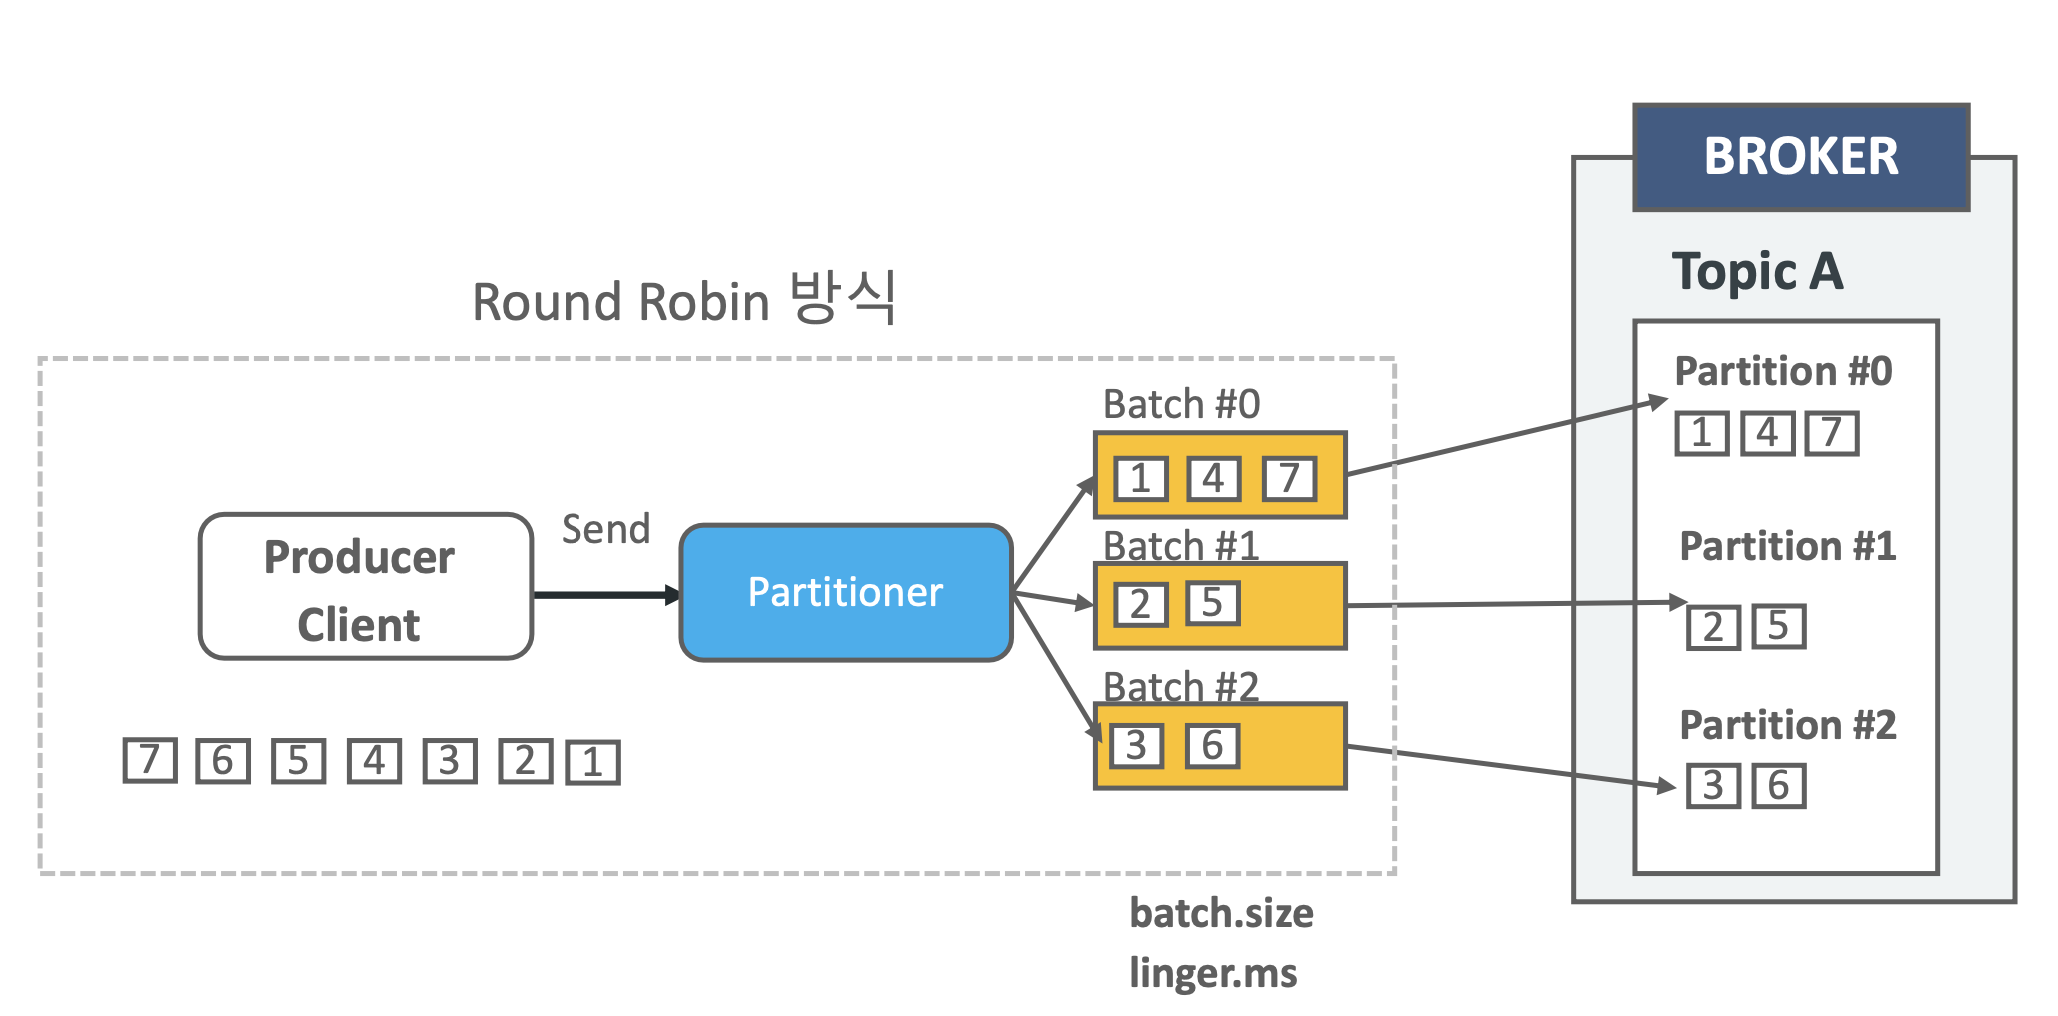 BROKER
Topic A
Round Robin 방식
Partition #0
1 4 7
Batch #0
1 4 7
Send
Producer
Client
Partitioner
Batch #1
2 5
Partition #1
2 5
Batch #2
3 6
Partition #2
3 6
7 6 5 4 3 2 1
batch.size
linger.ms